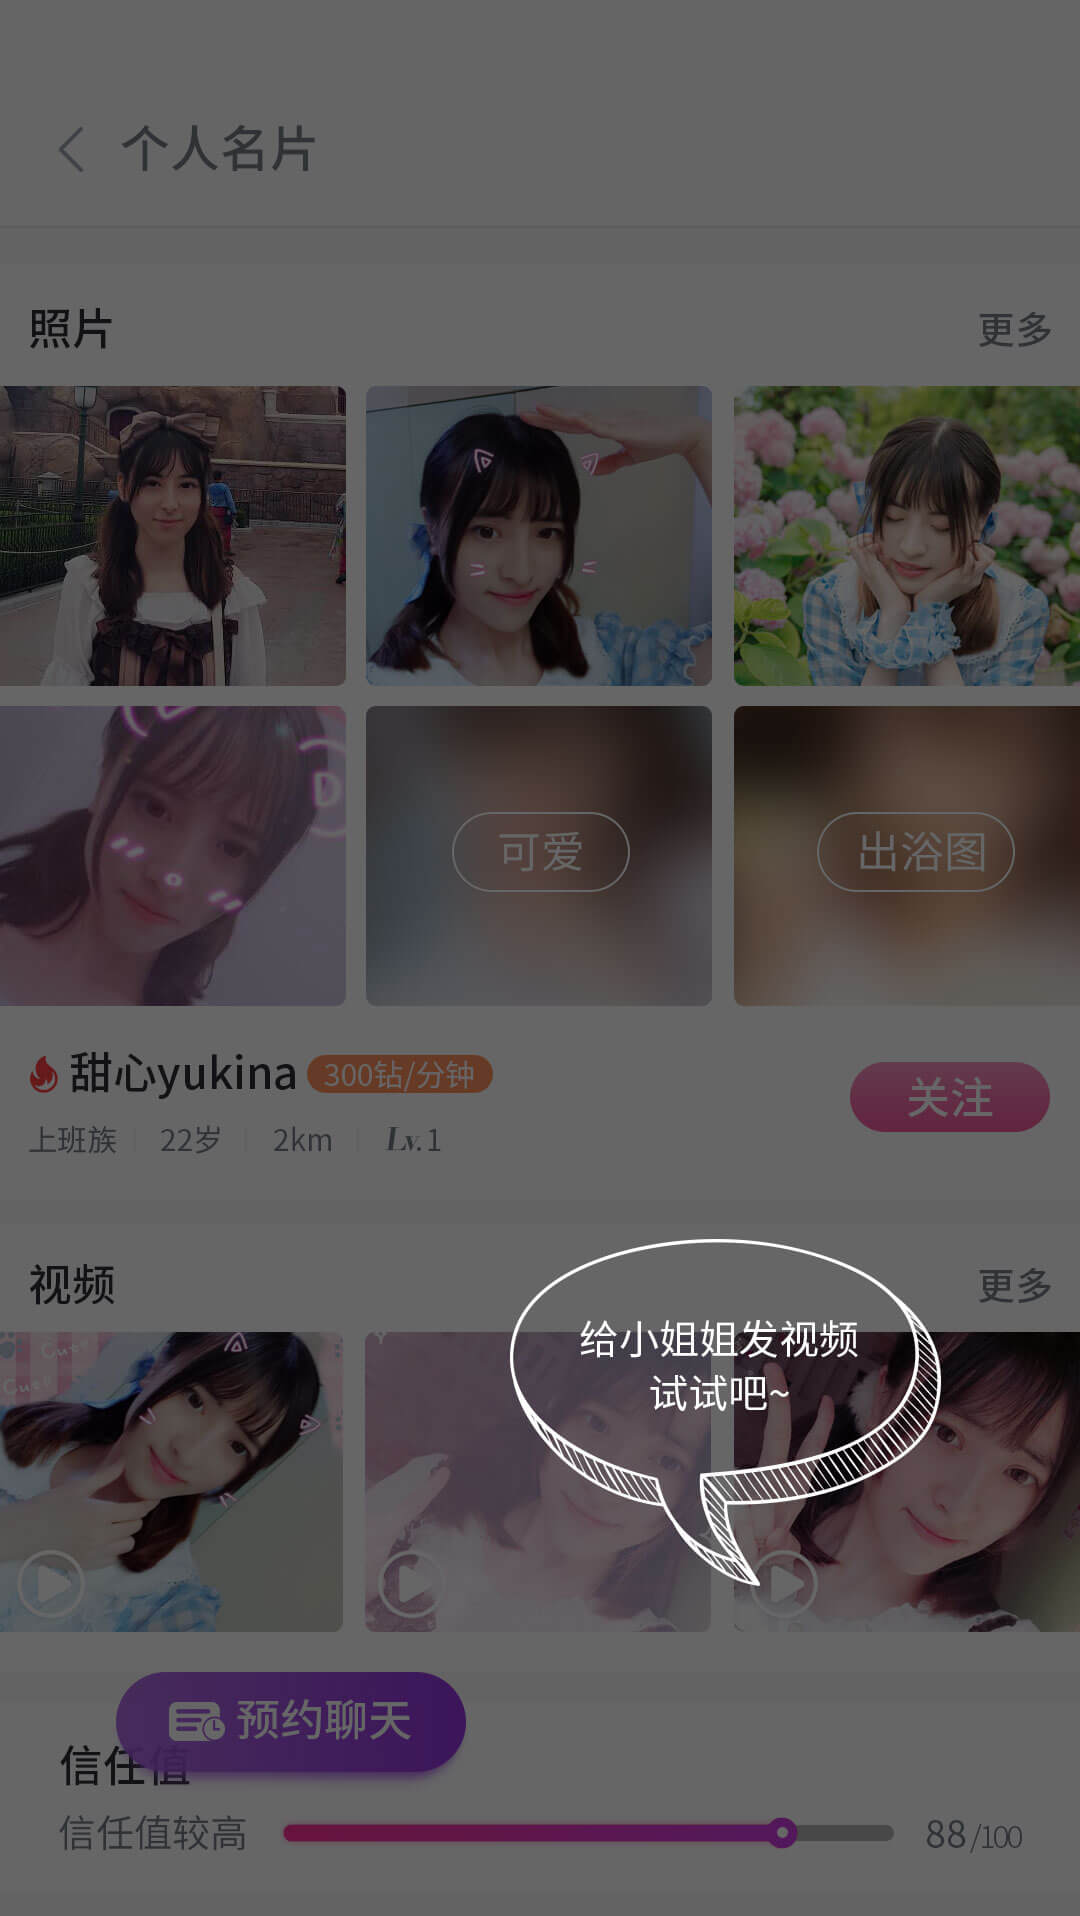 个人名片
照片
更多
D
可爱
出浴图
甜心yukina 300钻/分钟
关注
上班族 22岁 2km Lv.1
视频
更多
给小姐姐发视频
试试吧~
Cute
Cute
预约聊天
信任值
信任值较高 88/100